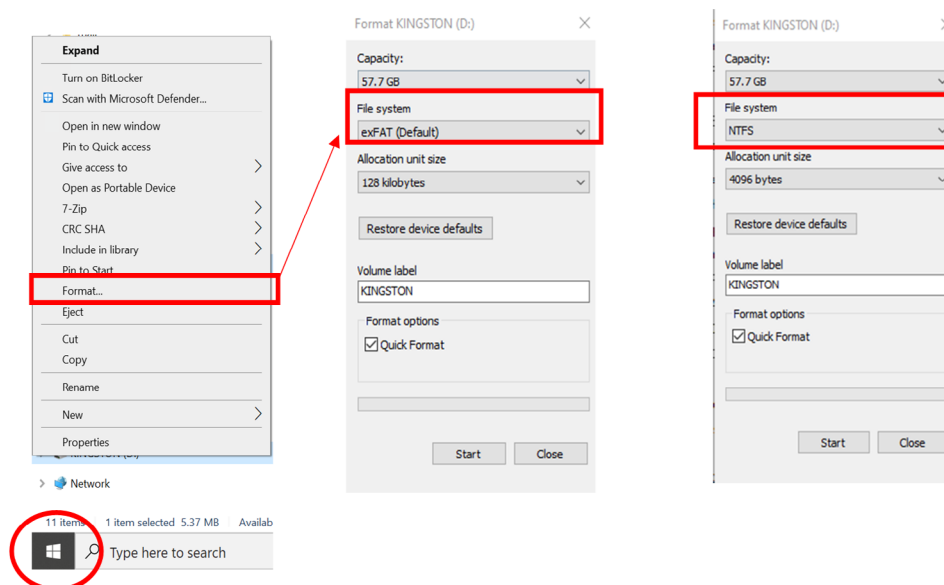 Expand
Turn on BitLocker
Scan with Microsoft Defender...
Open in new window
Pin to Quick access
Give access to
Open as Portable Device
7-Zip
CRC SHA
Include in library
Pin to Start
Format...
Eject
Cut
Copy
Rename
New
Properties
KINGSTON (D:)
Network
11 items 1 item selected 5.37 MB Availab
Type here to search
Format KINGSTON (D:)
Capacity:
57.7 GB
File system
exFAT (Default)
Allocation unit size
128 kilobytes
Restore device defaults
Volume label
KINGSTON
Format options
Quick Format
Start Close
Format KINGSTON (D:)
Capacity:
57.7 GB
File system
NTFS
Allocation unit size
4096 bytes
Restore device defaults
Volume label
KINGSTON
Format options
Quick Format
Start Close